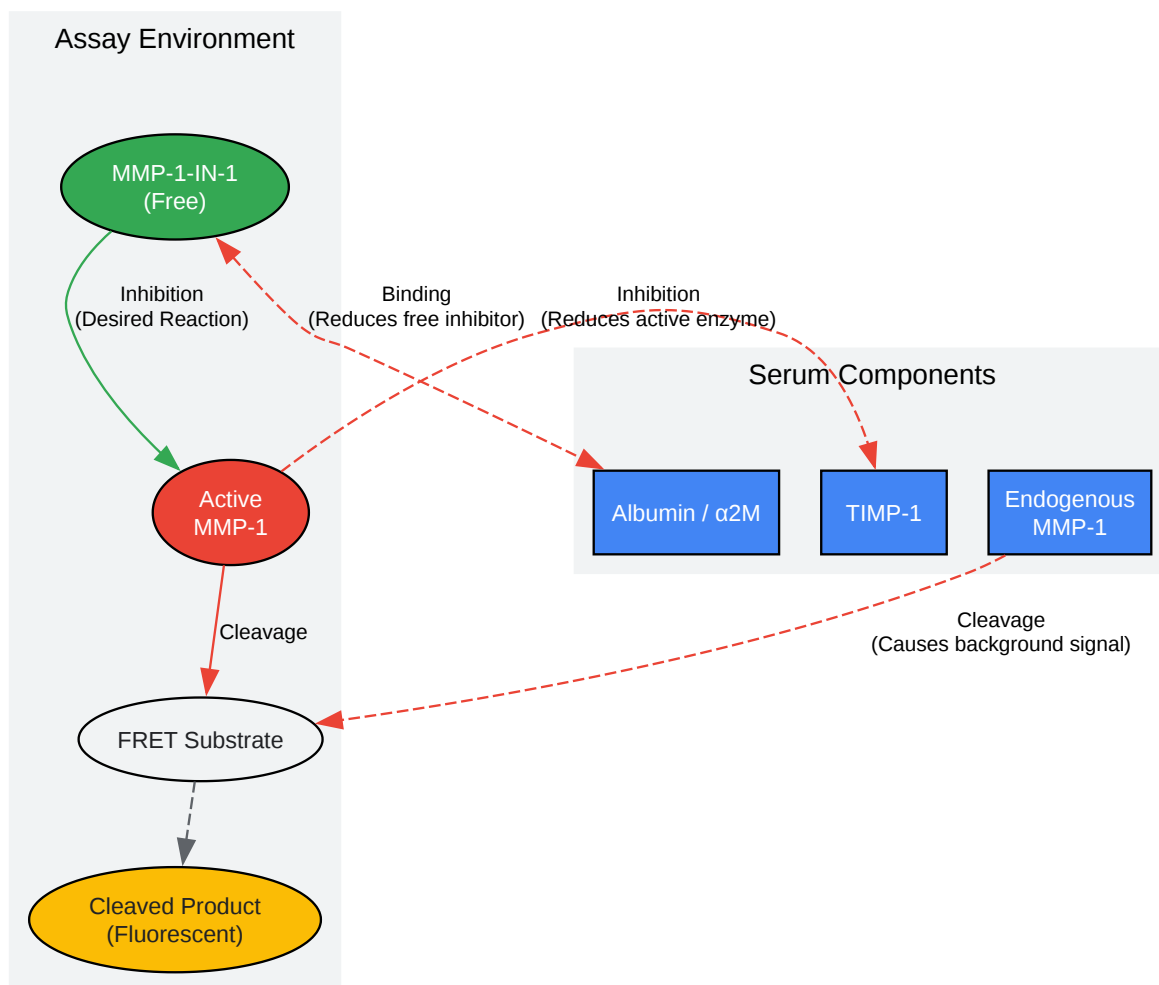 Assay Environment
MMP-1-IN-1
(Free)
Inhibition
(Desired Reaction)
Binding
(Reduces free inhibitor)
Inhibition
(Reduces active enzyme)
Serum Components
Active
MMP-1
Albumin / α2M
TIMP-1
Endogenous
MMP-1
Cleavage
Cleavage
(Causes background signal)
FRET Substrate
Cleaved Product
(Fluorescent)